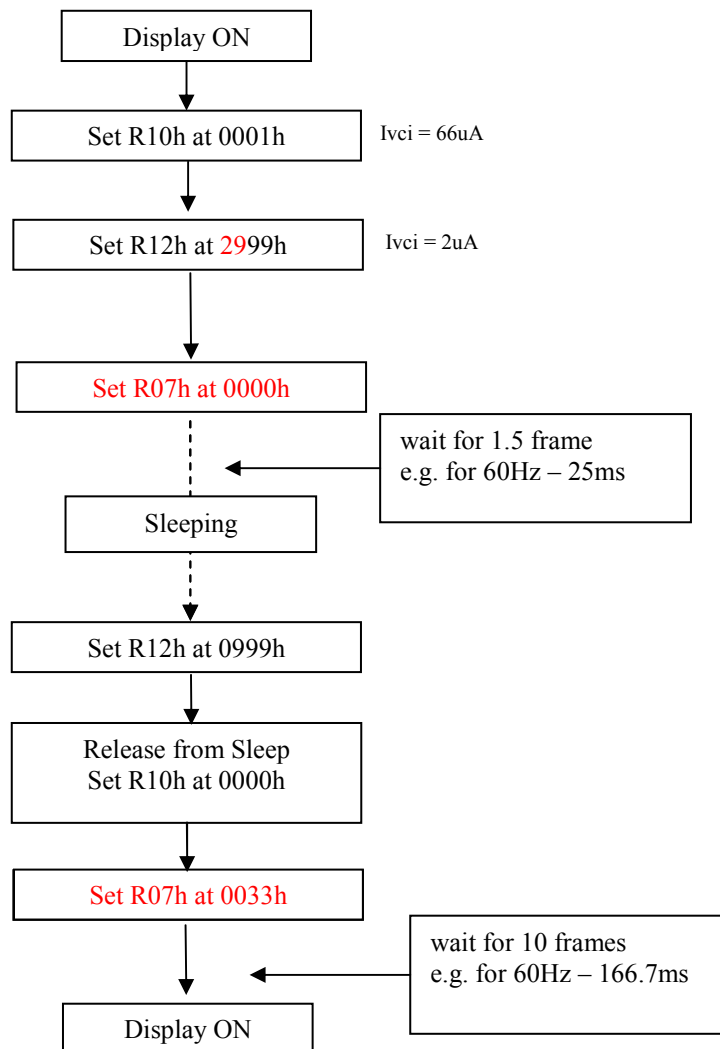 Display ON
Set R10h at 0001h
Ivci = 66uA
Set R12h at 2999h
Ivci = 2uA
Set R07h at 0000h
wait for 1.5 frame
e.g. for 60Hz – 25ms
Sleeping
Set R12h at 0999h
Release from Sleep
Set R10h at 0000h
Set R07h at 0033h
wait for 10 frames
e.g. for 60Hz – 166.7ms
Display ON